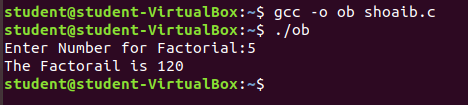 student@student-VirtualBox:~$ gcc -o ob shoaib.c
student@student-VirtualBox:~$ ./ob
Enter Number for Factorial:5
The Factorail is 120
student@student-VirtualBox:~$